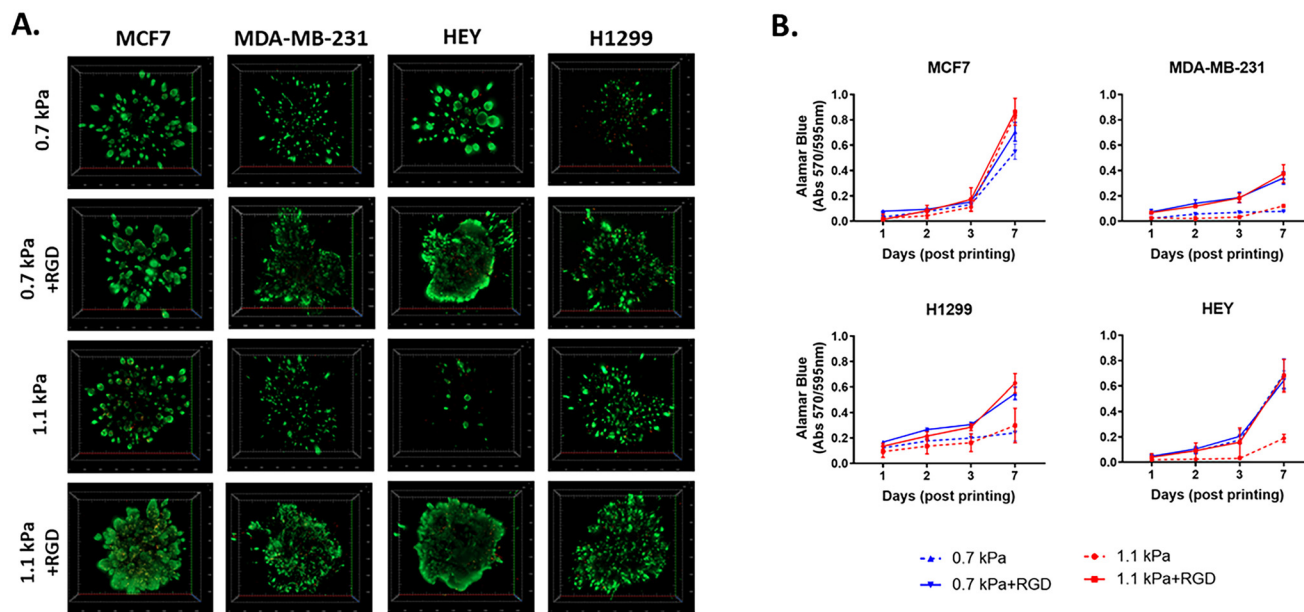 A.
MCF7 MDA-MB-231 HEY H1299
0.7 kPa
0.7 kPa
+RGD
1.1 kPa
1.1 kPa
+RGD
B.
MCF7
Alamar Blue
(Abs 570/595nm)
1.0
0.8
0.6
0.4
0.2
0.0
1 2 3 7
Days (post printing)
MDA-MB-231
1.0
0.8
0.6
0.4
0.2
0.0
1 2 3 7
Days (post printing)
H1299
Alamar Blue
(Abs 570/595nm)
1.0
0.8
0.6
0.4
0.2
0.0
1 2 3 7
Days (post printing)
HEY
1.0
0.8
0.6
0.4
0.2
0.0
1 2 3 7
Days (post printing)
0.7 kPa
1.1 kPa
0.7 kPa+RGD
1.1 kPa+RGD